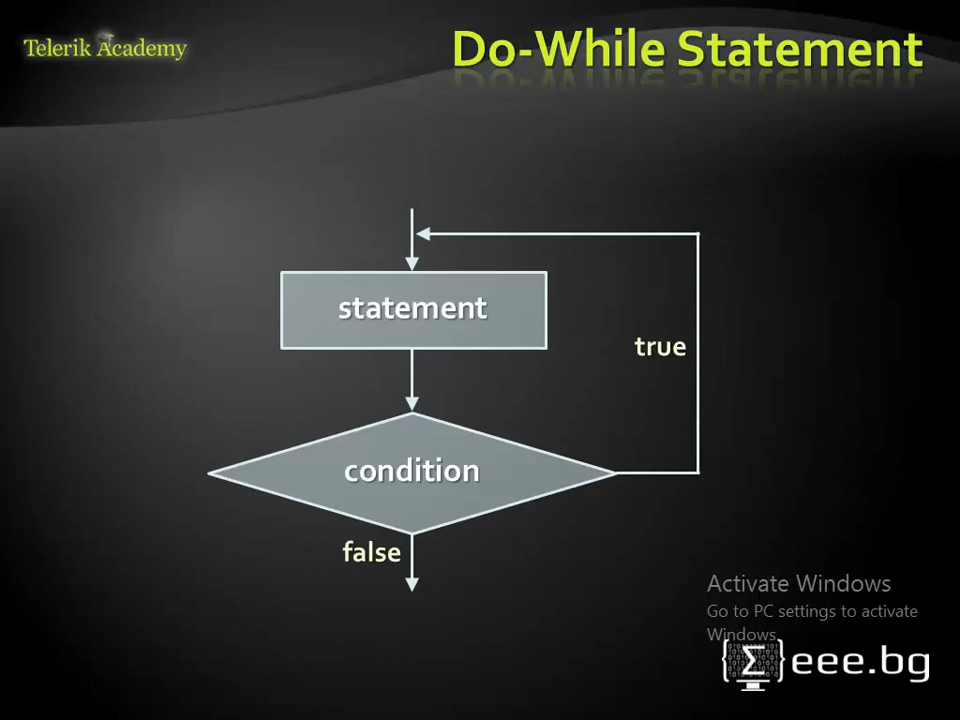 Telerik Academy
Do-While Statement
statement
true
condition
false
Activate Windows
Go to PC settings to activate
Windows.
{Σ}eee.bg